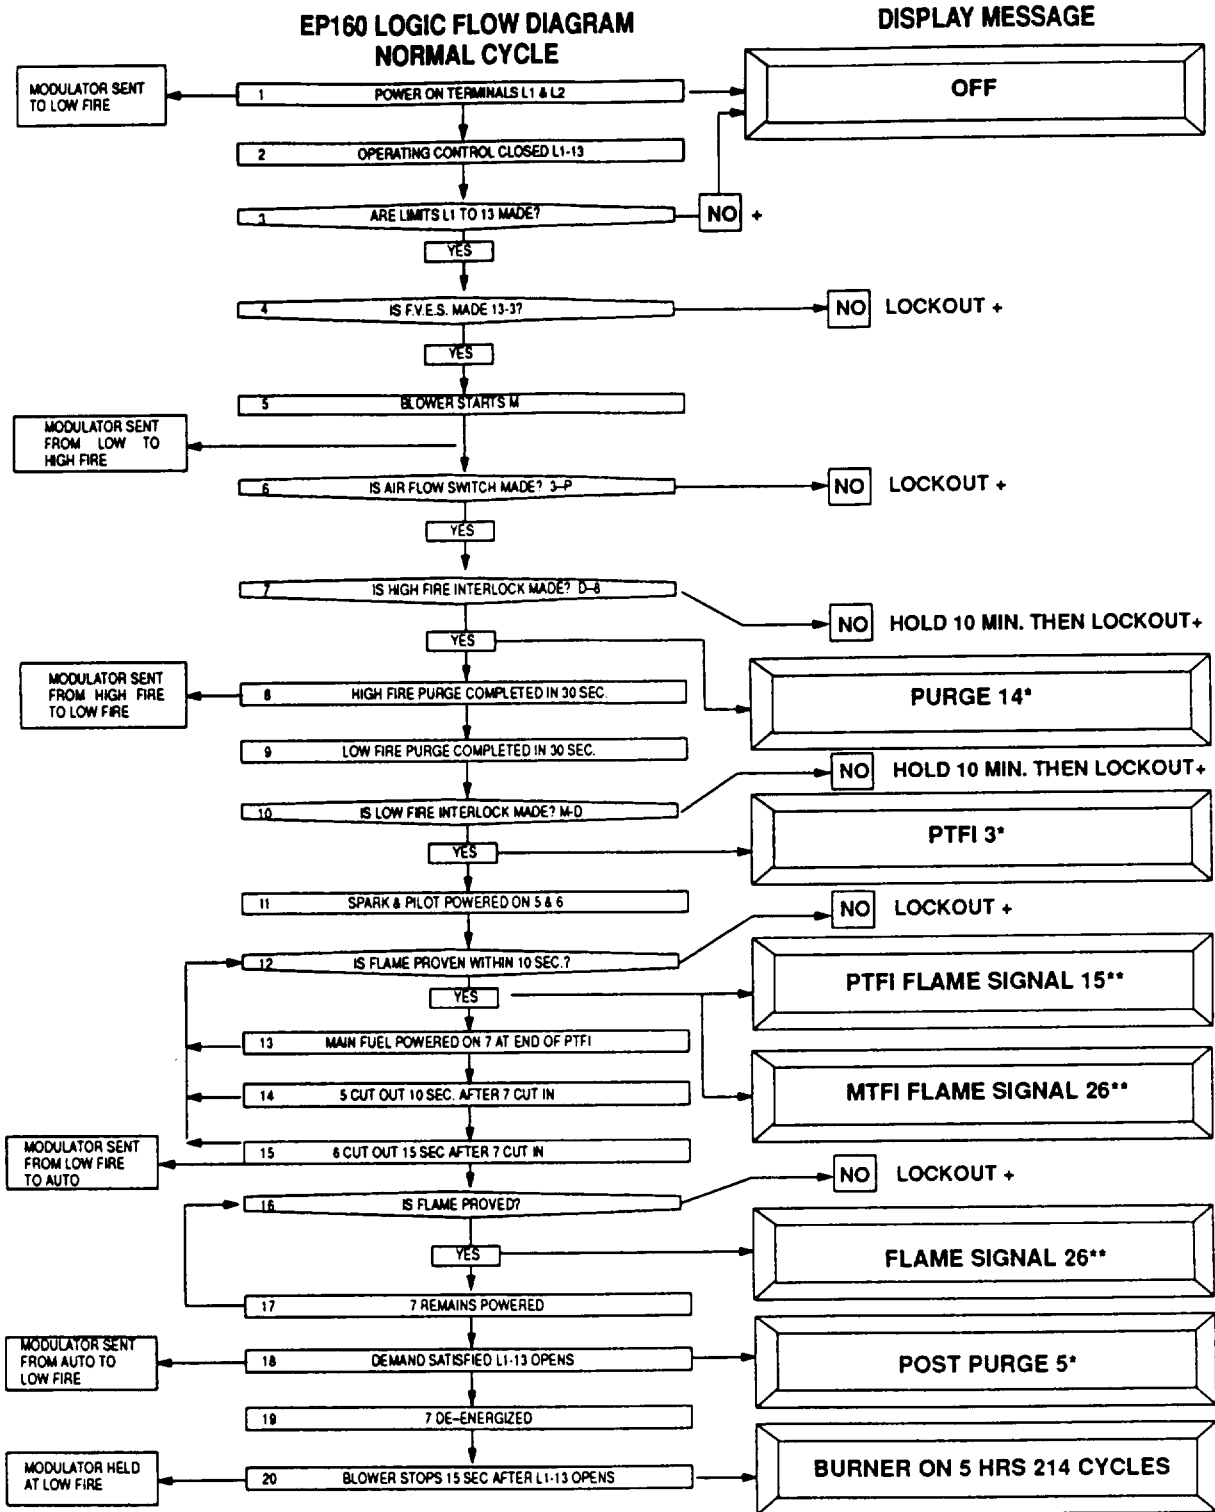 EP160 LOGIC FLOW DIAGRAM
NORMAL CYCLE
DISPLAY MESSAGE
MODULATOR SENT
TO LOW FIRE
1 POWER ON TERMINALS L1 & L2
OFF
2 OPERATING CONTROL CLOSED L1-13
3 ARE LIMITS L1 TO 13 MADE?
NO +
YES
4 IS F.V.E.S. MADE 13-3?
NO LOCKOUT +
YES
5 BLOWER STARTS M
MODULATOR SENT
FROM LOW TO
HIGH FIRE
6 IS AIR FLOW SWITCH MADE? 3-P
NO LOCKOUT +
YES
7 IS HIGH FIRE INTERLOCK MADE? D-8
NO HOLD 10 MIN. THEN LOCKOUT+
YES
MODULATOR SENT
FROM HIGH FIRE
TO LOW FIRE
8 HIGH FIRE PURGE COMPLETED IN 30 SEC.
PURGE 14*
9 LOW FIRE PURGE COMPLETED IN 30 SEC.
NO HOLD 10 MIN. THEN LOCKOUT+
10 IS LOW FIRE INTERLOCK MADE? M-D
PTFI 3*
YES
11 SPARK & PILOT POWERED ON 5 & 6
NO LOCKOUT +
12 IS FLAME PROVEN WITHIN 10 SEC.?
PTFI FLAME SIGNAL 15**
YES
13 MAIN FUEL POWERED ON 7 AT END OF PTFI
14 5 CUT OUT 10 SEC. AFTER 7 CUT IN
MTFI FLAME SIGNAL 26**
MODULATOR SENT
FROM LOW FIRE
TO AUTO
15 6 CUT OUT 15 SEC AFTER 7 CUT IN
NO LOCKOUT +
16 IS FLAME PROVED?
YES
FLAME SIGNAL 26**
17 7 REMAINS POWERED
MODULATOR SENT
FROM AUTO TO
LOW FIRE
18 DEMAND SATISFIED L1-13 OPENS
POST PURGE 5*
19 7 DE-ENERGIZED
MODULATOR HELD
AT LOW FIRE
20 BLOWER STOPS 15 SEC AFTER L1-13 OPENS
BURNER ON 5 HRS 214 CYCLES